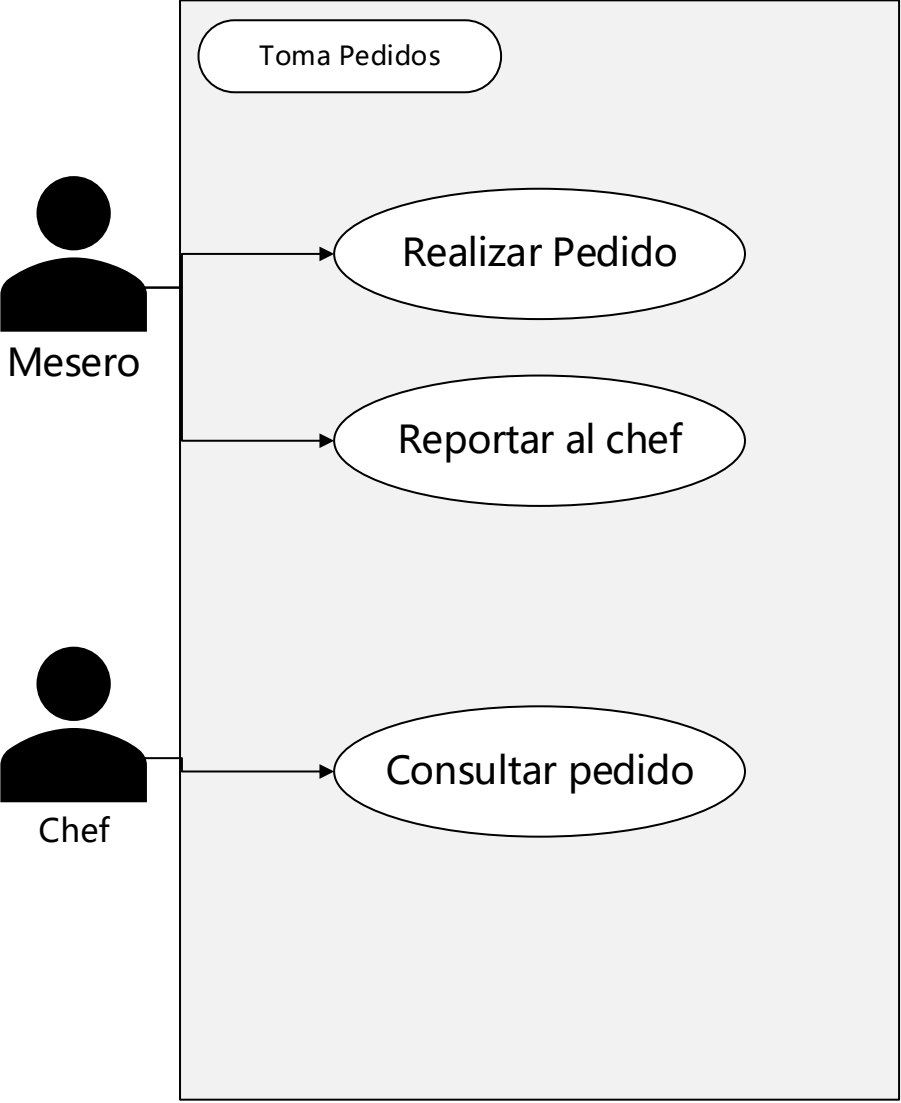 Toma Pedidos
Realizar Pedido
Mesero
Reportar al chef
Consultar pedido
Chef